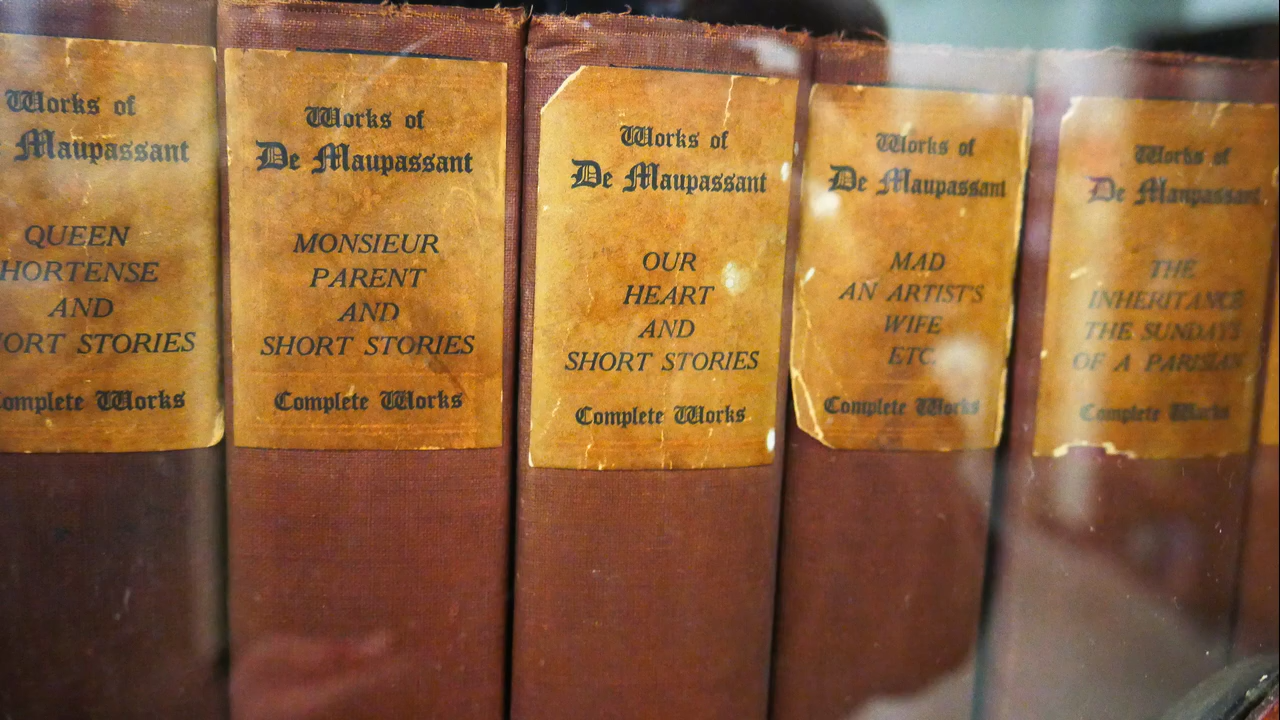 Works of
Maupassant
QUEEN
HORTENSE
AND
ORT STORIES
omplete Works
Works of
De Maupassant
MONSIEUR
PARENT
AND
SHORT STORIES
Complete Works
Works of
De Maupassant
OUR
HEART
AND
SHORT STORIES
Complete Works
Works of
De Maupassant
MAD
AN ARTIST'S
WIFE
ETC.
Complete Works
Works of
De Maupassant
THE
INHERITANCE
THE SUNDAYS
OF A PARISIAN
Complete Works